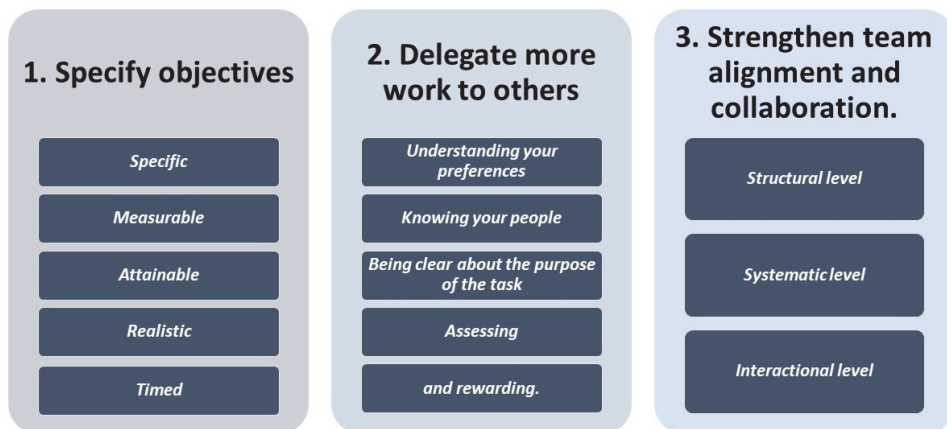 1. Specify objectives
Specific
Measurable
Attainable
Realistic
Timed
2. Delegate more
work to others
Understanding your
preferences
Knowing your people
Being clear about the purpose
of the task
Assessing
and rewarding.
3. Strengthen team
alignment and
collaboration.
Structural level
Systematic level
Interactional level